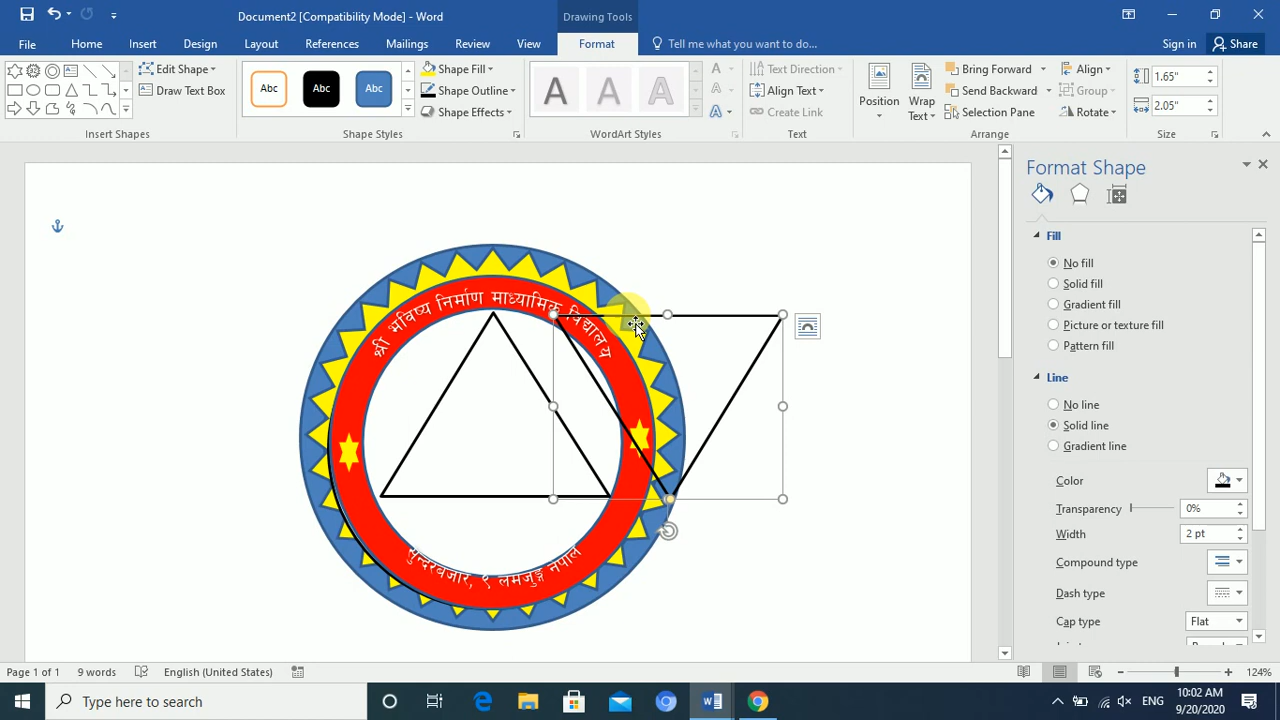 Document2 [Compatibility Mode] - Word
Drawing Tools
File
Home
Insert
Design
Layout
References
Mailings
Review
View
Format
Tell me what you want to do...
Sign in
Share
Edit Shape
Draw Text Box
Insert Shapes
Abc
Abc
Abc
Shape Fill
Shape Outline
Shape Effects
Shape Styles
A
A
A
WordArt Styles
Text Direction
Align Text
Create Link
Text
Position
Wrap
Text
Bring Forward
Send Backward
Selection Pane
Align
Group
Rotate
Arrange
1.65"
2.05"
Size
श्री भविष्य निर्माण माध्यामिक विद्यालय
सुन्दरबजार, ९ लमजुङ्ग नेपाल
Format Shape
Fill
No fill
Solid fill
Gradient fill
Picture or texture fill
Pattern fill
Line
No line
Solid line
Gradient line
Color
Transparency
0%
Width
2 pt
Compound type
Dash type
Cap type
Flat
Page 1 of 1
9 words
English (United States)
124%
Type here to search
ENG
10:02 AM
9/20/2020